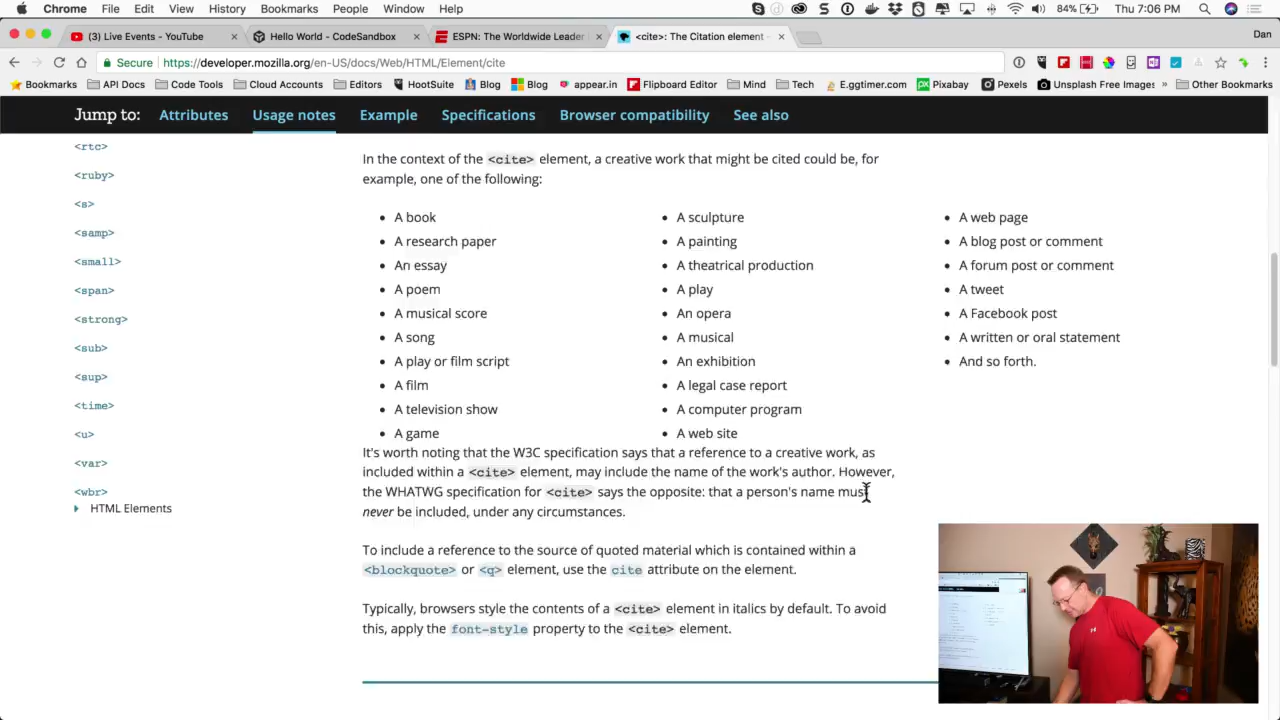 Chrome File Edit View History Bookmarks People Window Help
84% Thu 7:06 PM
(3) Live Events - YouTube
Hello World - CodeSandbox
ESPN: The Worldwide Leader
<cite>: The Citation element -
Dan
Secure https://developer.mozilla.org/en-US/docs/Web/HTML/Element/cite
Bookmarks API Docs Code Tools Cloud Accounts Editors HootSuite Blog Blog appear.in Flipboard Editor Mind Tech E.ggtimer.com Pixabay Pexels Unsplash Free Images » Other Bookmarks
Jump to: Attributes Usage notes Example Specifications Browser compatibility See also
<rtc>
<ruby>
<s>
<samp>
<small>
<span>
<strong>
<sub>
<sup>
<time>
<u>
<var>
<wbr>
HTML Elements
In the context of the <cite> element, a creative work that might be cited could be, for
example, one of the following:
A book
A research paper
An essay
A poem
A musical score
A song
A play or film script
A film
A television show
A game
A sculpture
A painting
A theatrical production
A play
An opera
A musical
An exhibition
A legal case report
A computer program
A web site
A web page
A blog post or comment
A forum post or comment
A tweet
A Facebook post
A written or oral statement
And so forth.
It's worth noting that the W3C specification says that a reference to a creative work, as
included within a <cite> element, may include the name of the work's author. However,
the WHATWG specification for <cite> says the opposite: that a person's name must
never be included, under any circumstances.
To include a reference to the source of quoted material which is contained within a
<blockquote> or <q> element, use the cite attribute on the element.
Typically, browsers style the contents of a <cite> element in italics by default. To avoid
this, apply the font-style property to the <cite> element.